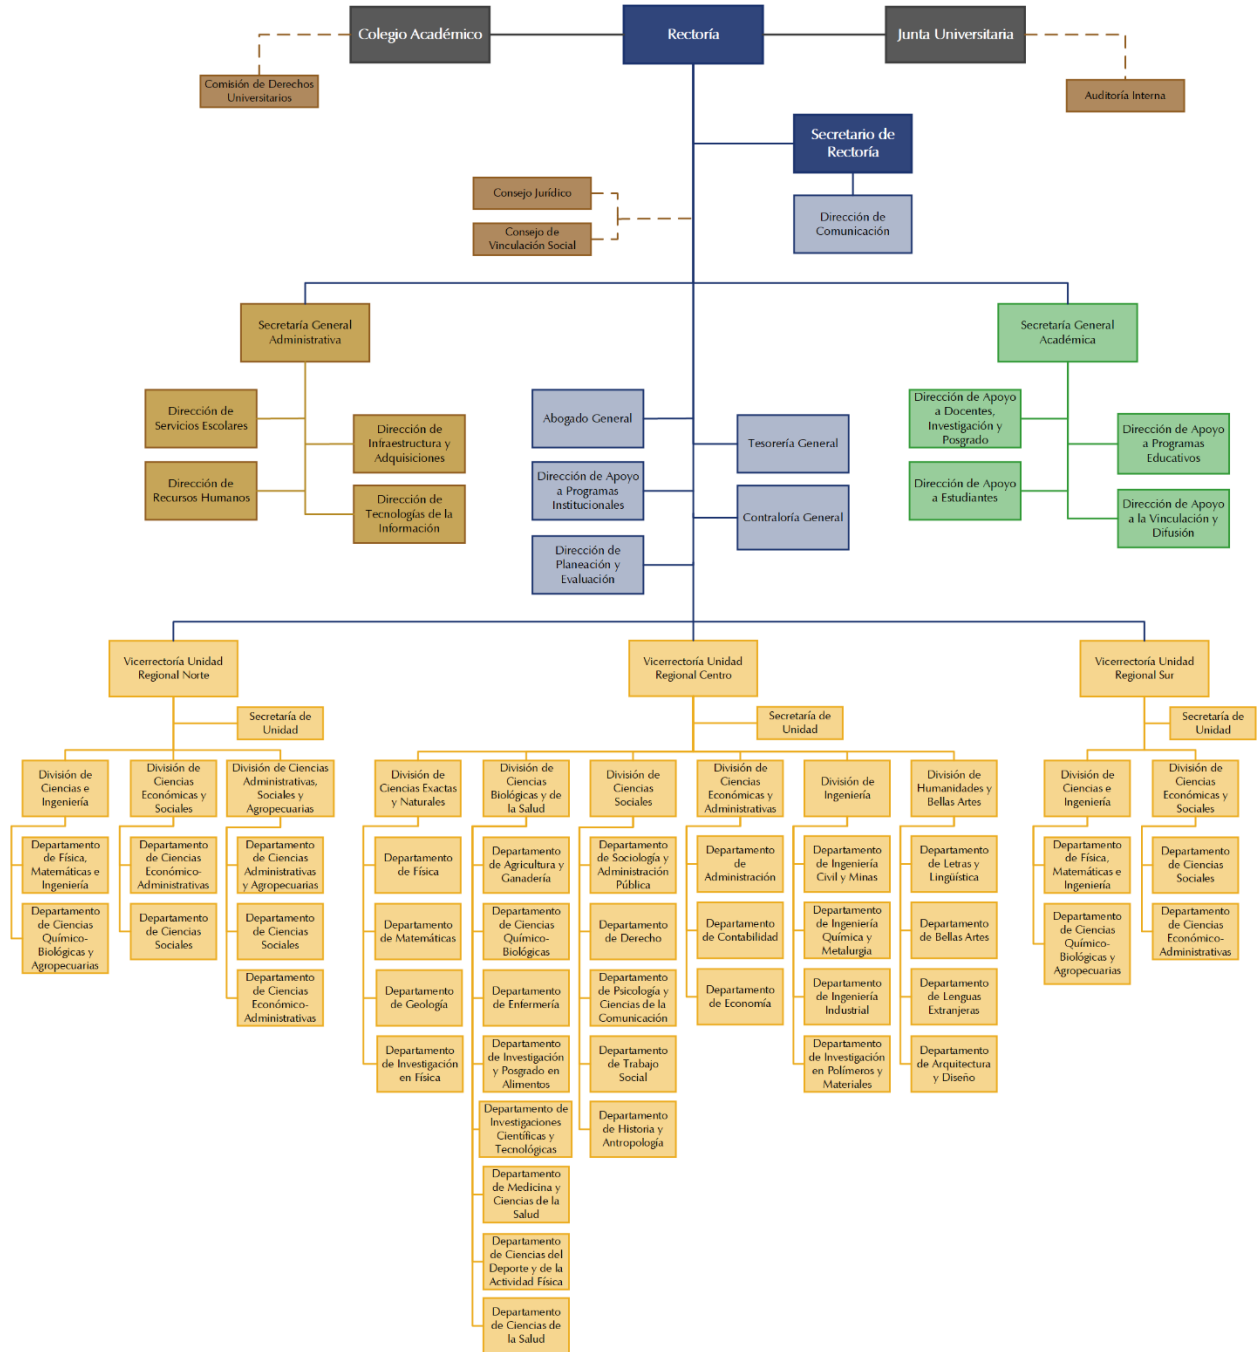 Colegio Académico
Rectoría
Junta Universitaria
Comisión de Derechos
Universitarios
Auditoría Interna
Secretario de
Rectoría
Consejo Jurídico
Consejo de
Vinculación Social
Dirección de
Comunicación
Secretaría General
Administrativa
Secretaría General
Académica
Dirección de
Servicios Escolares
Dirección de
Infraestructura y
Adquisiciones
Dirección de
Recursos Humanos
Dirección de
Tecnologías de la
Información
Abogado General
Tesorería General
Dirección de Apoyo
a Programas
Institucionales
Contraloría General
Dirección de
Planeación y
Evaluación
Dirección de Apoyo
a Docentes,
Investigación y
Posgrado
Dirección de Apoyo
a Programas
Educativos
Dirección de Apoyo
a Estudiantes
Dirección de Apoyo
a la Vinculación y
Difusión
Vicerrectoría Unidad
Regional Norte
Secretaría de
Unidad
División de
Ciencias e
Ingeniería
División de
Ciencias
Económicas y
Sociales
División de Ciencias
Administrativas,
Sociales y
Agropecuarias
Departamento
de Física,
Matemáticas e
Ingeniería
Departamento
de Ciencias
Económico-
Administrativas
Departamento
de Ciencias
Administrativas
y Agropecuarias
Departamento
de Ciencias
Químico-
Biológicas y
Agropecuarias
Departamento
de Ciencias Sociales
Departamento
de Ciencias
Sociales
Departamento
de Ciencias
Económico-
Administrativas
Vicerrectoría Unidad
Regional Centro
Secretaría de
Unidad
División de
Ciencias Exactas y
Naturales
División de
Ciencias
Biológicas y de
la Salud
División de
Ciencias
Sociales
División de
Ciencias
Económicas y
Administrativas
División de
Ingeniería
División de
Humanidades y
Bellas Artes
Departamento
de Física
Departamento
de Agricultura y
Ganadería
Departamento
de Sociología y
Administración
Pública
Departamento
de
Administración
Departamento
de Ingeniería
Civil y Minas
Departamento
de Letras y
Lingüística
Departamento
de Matemáticas
Departamento
de Ciencias
Químico-
Biológicas
Departamento
de Derecho
Departamento
de Contabilidad
Departamento
de Ingeniería
Química y
Metalurgia
Departamento
de Bellas Artes
Departamento
de Geología
Departamento
de Enfermería
Departamento
de Psicología y
Ciencias de la
Comunicación
Departamento
de Economía
Departamento
de Ingeniería
Industrial
Departamento
de Lenguas
Extranjeras
Departamento
de Investigación
en Física
Departamento
de Investigación
y Posgrado en
Alimentos
Departamento
de Trabajo
Social
Departamento
de Investigación
en Polímeros y
Materiales
Departamento
de Arquitectura
y Diseño
Departamento de
Investigaciones
Científicas y
Tecnológicas
Departamento
de Historia y
Antropología
Departamento
de Medicina y
Ciencias de la
Salud
Departamento
de Ciencias del
Deporte y de la
Actividad Física
Departamento
de Ciencias de
la Salud
Vicerrectoría Unidad
Regional Sur
Secretaría de
Unidad
División de
Ciencias e
Ingeniería
División de
Ciencias
Económicas y
Sociales
Departamento
de Física,
Matemáticas e
Ingeniería
Departamento
de Ciencias
Sociales
Departamento
de Ciencias
Químico-
Biológicas y
Agropecuarias
Departamento
de Ciencias
Económico-
Administrativas